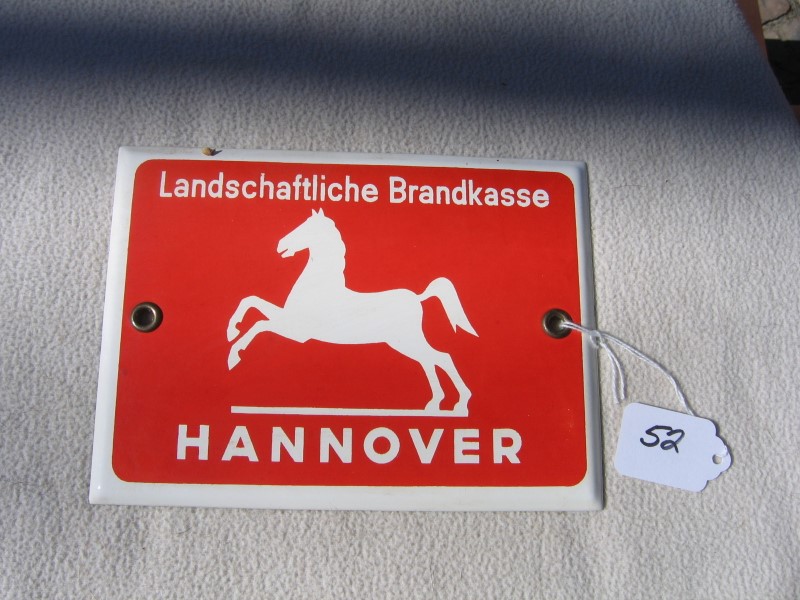 Landschaftliche Brandkasse
HANNOVER
52